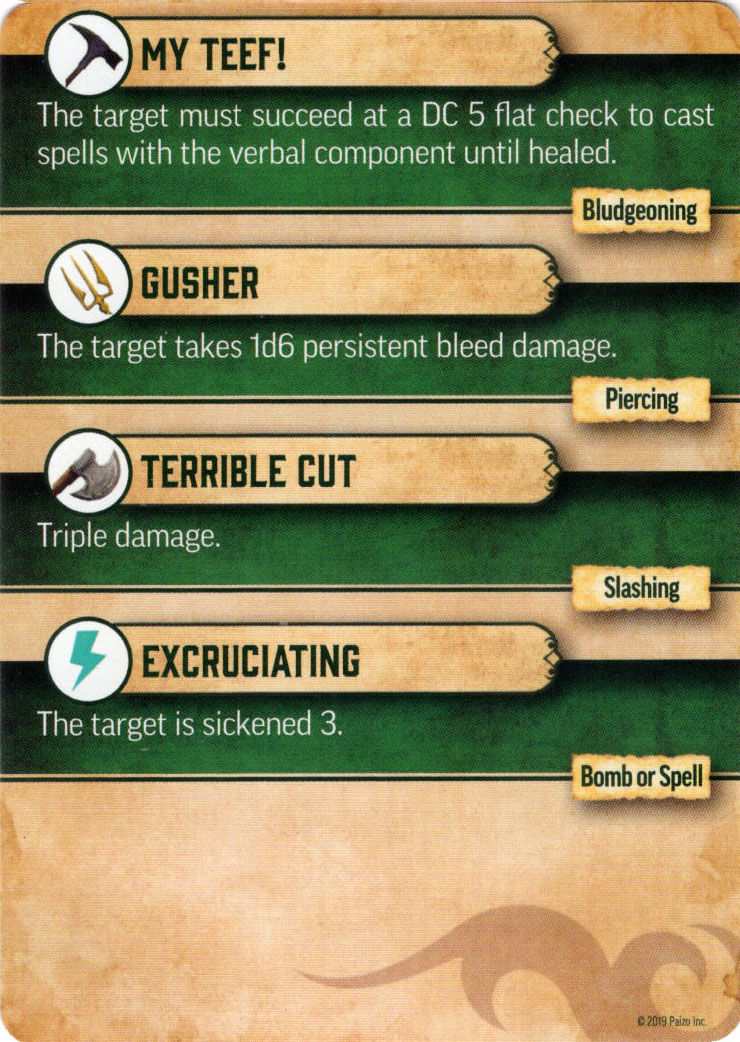 MY TEEF!
The target must succeed at a DC 5 flat check to cast
spells with the verbal component until healed.
Bludgeoning
GUSHER
The target takes 1d6 persistent bleed damage.
Piercing
TERRIBLE CUT
Triple damage.
Slashing
EXCRUCIATING
The target is sickened 3.
Bomb or Spell
© 2019 Paizo Inc.